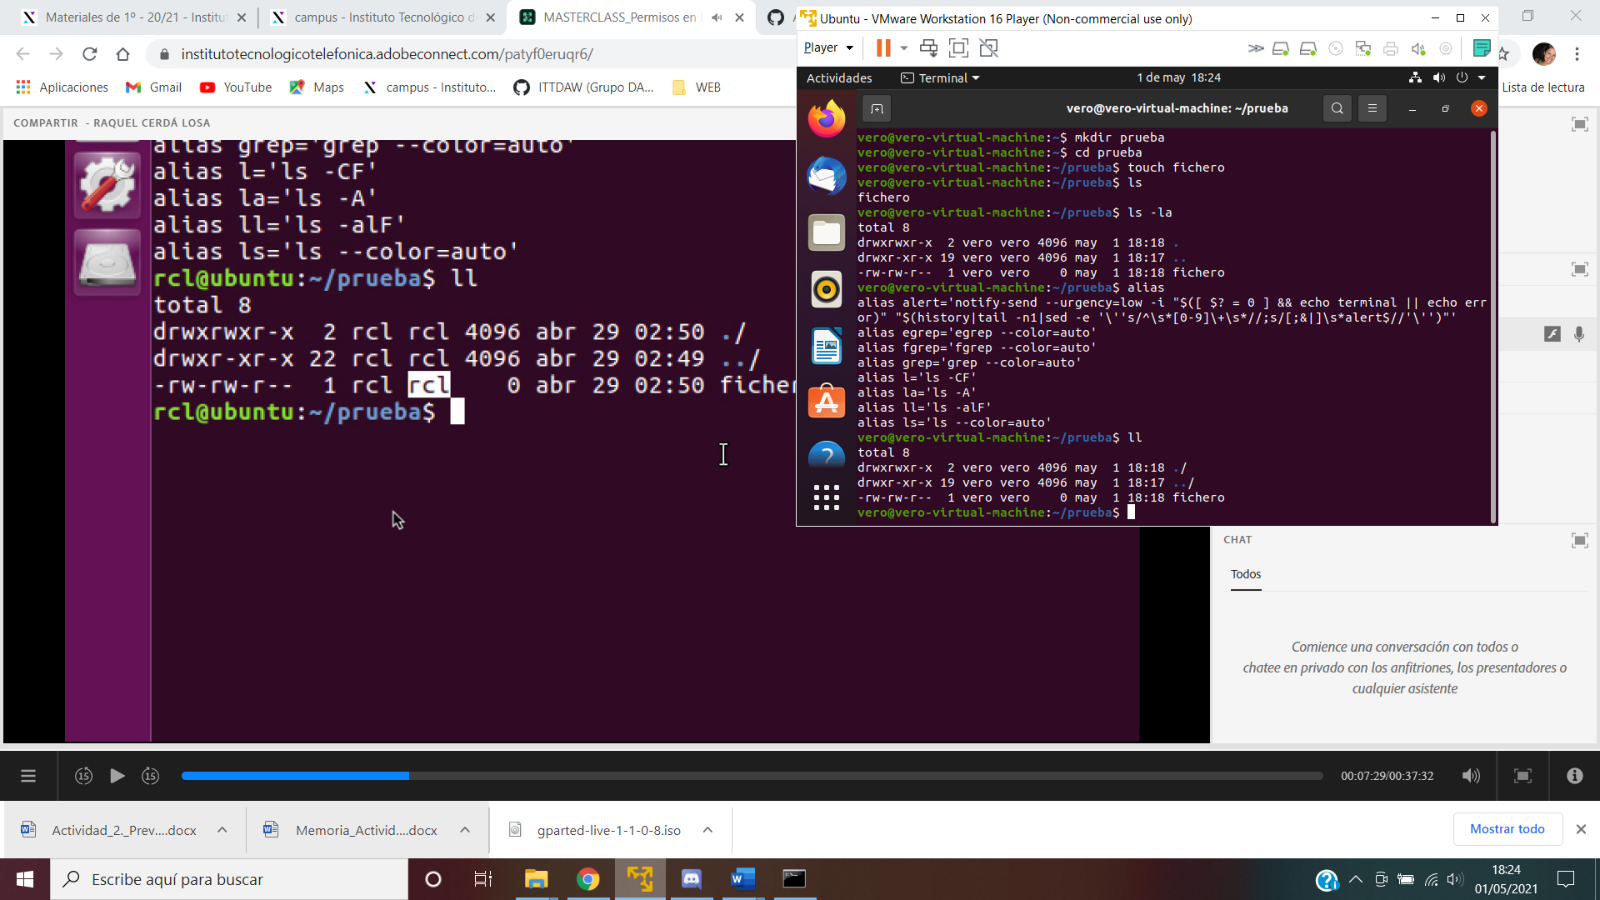 Materiales de 1º - 20/21 - Institu
campus - Instituto Tecnológico d
MASTERCLASS_Permisos en
institutotecnologicotelefonica.adobeconnect.com/patyf0eruqr6/
Aplicaciones
Gmail
YouTube
Maps
campus - Instituto...
ITTDAW (Grupo DA...
WEB
Lista de lectura
COMPARTIR - RAQUEL CERDÁ LOSA
alias grep='grep --color=auto'
alias l='ls -CF'
alias la='ls -A'
alias ll='ls -alF'
alias ls='ls --color=auto'
rcl@ubuntu:~/prueba$ ll
total 8
drwxrwxr-x 2 rcl rcl 4096 abr 29 02:50 ./
drwxr-xr-x 22 rcl rcl 4096 abr 29 02:49 ../
-rw-rw-r-- 1 rcl rcl 0 abr 29 02:50 ficher
rcl@ubuntu:~/prueba$
Ubuntu - VMware Workstation 16 Player (Non-commercial use only)
Player
Actividades
Terminal
1 de may 18:24
vero@vero-virtual-machine: ~/prueba
vero@vero-virtual-machine:~$ mkdir prueba
vero@vero-virtual-machine:~$ cd prueba
vero@vero-virtual-machine:~/prueba$ touch fichero
vero@vero-virtual-machine:~/prueba$ ls
fichero
vero@vero-virtual-machine:~/prueba$ ls -la
total 8
drwxrwxr-x 2 vero vero 4096 may 1 18:18 .
drwxr-xr-x 19 vero vero 4096 may 1 18:17 ..
-rw-rw-r-- 1 vero vero 0 may 1 18:18 fichero
vero@vero-virtual-machine:~/prueba$ alias
alias alert='notify-send --urgency=low -i "$([ $? = 0 ] && echo terminal || echo err
or)" "$(history|tail -n1|sed -e '\''s/^\s*[0-9]\+\s*//;s/[;&|]\s*alert$//'\'')"'
alias egrep='egrep --color=auto'
alias fgrep='fgrep --color=auto'
alias grep='grep --color=auto'
alias l='ls -CF'
alias la='ls -A'
alias ll='ls -alF'
alias ls='ls --color=auto'
vero@vero-virtual-machine:~/prueba$ ll
total 8
drwxrwxr-x 2 vero vero 4096 may 1 18:18 ./
drwxr-xr-x 19 vero vero 4096 may 1 18:17 ../
-rw-rw-r-- 1 vero vero 0 may 1 18:18 fichero
vero@vero-virtual-machine:~/prueba$
CHAT
Todos
Comience una conversación con todos o
chatee en privado con los anfitriones, los presentadores o
cualquier asistente
15
15
00:07:29/00:37:32
Actividad_2._Prev....docx
Memoria_Activid....docx
gparted-live-1-1-0-8.iso
Mostrar todo
Escribe aquí para buscar
18:24
01/05/2021